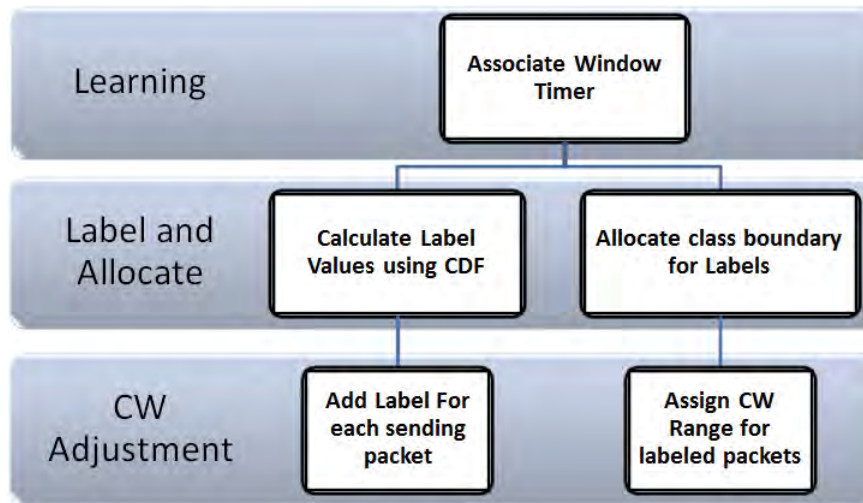 Learning
Associate Window
Timer
Label and
Allocate
Calculate Label
Values using CDF
Allocate class boundary
for Labels
CW
Adjustment
Add Label For
each sending
packet
Assign CW
Range for
labeled packets